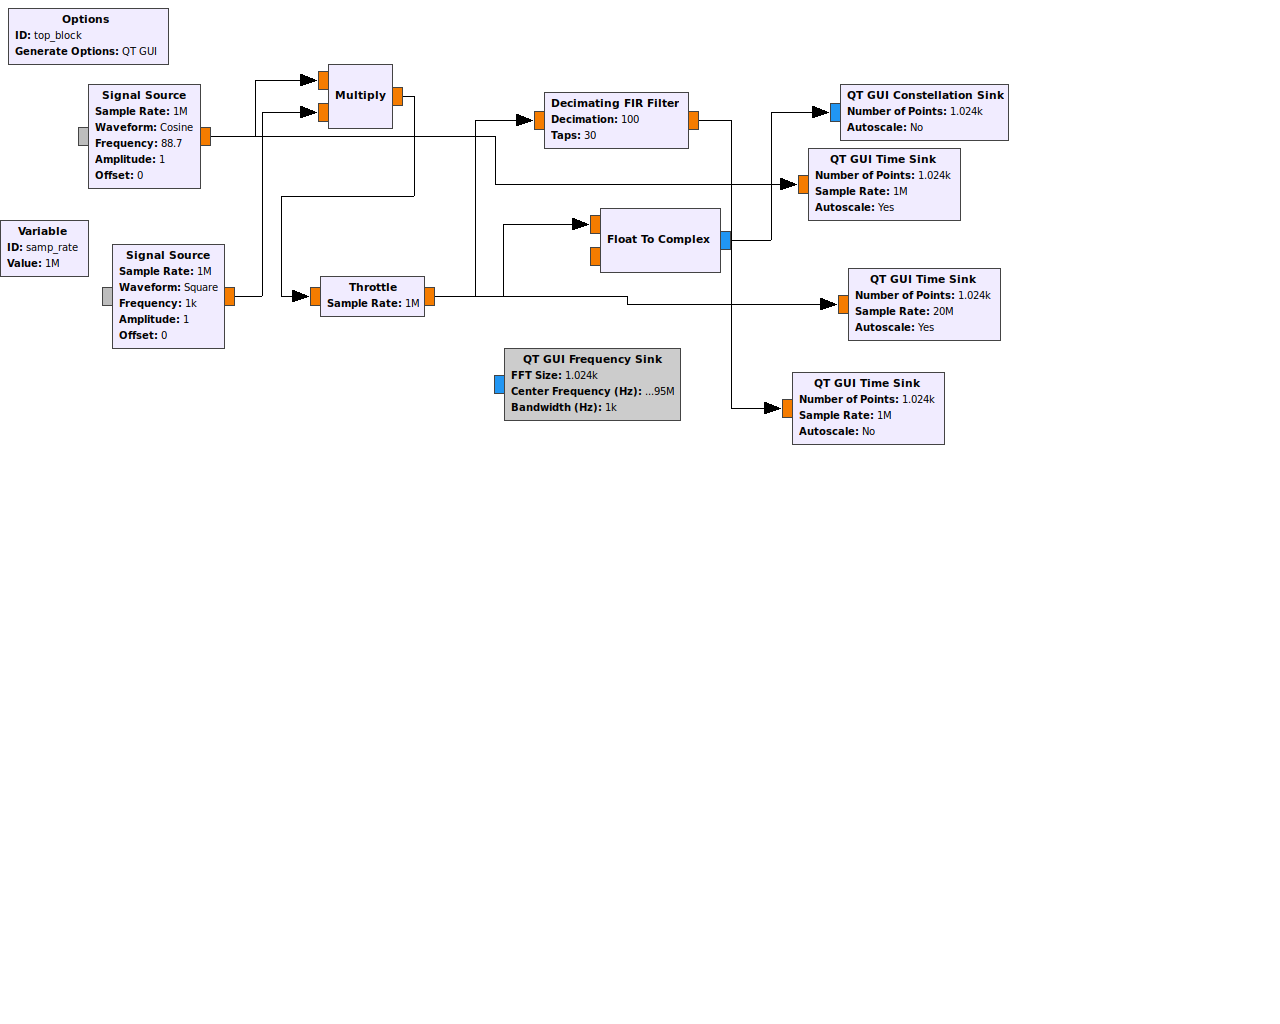 Options
ID: top_block
Generate Options: QT GUI
Signal Source
Sample Rate: 1M
Waveform: Cosine
Frequency: 88.7
Amplitude: 1
Offset: 0
Multiply
Decimating FIR Filter
Decimation: 100
Taps: 30
QT GUI Constellation Sink
Number of Points: 1.024k
Autoscale: No
QT GUI Time Sink
Number of Points: 1.024k
Sample Rate: 1M
Autoscale: Yes
Variable
ID: samp_rate
Value: 1M
Signal Source
Sample Rate: 1M
Waveform: Square
Frequency: 1k
Amplitude: 1
Offset: 0
Throttle
Sample Rate: 1M
Float To Complex
QT GUI Time Sink
Number of Points: 1.024k
Sample Rate: 20M
Autoscale: Yes
QT GUI Frequency Sink
FFT Size: 1.024k
Center Frequency (Hz): ...95M
Bandwidth (Hz): 1k
QT GUI Time Sink
Number of Points: 1.024k
Sample Rate: 1M
Autoscale: No